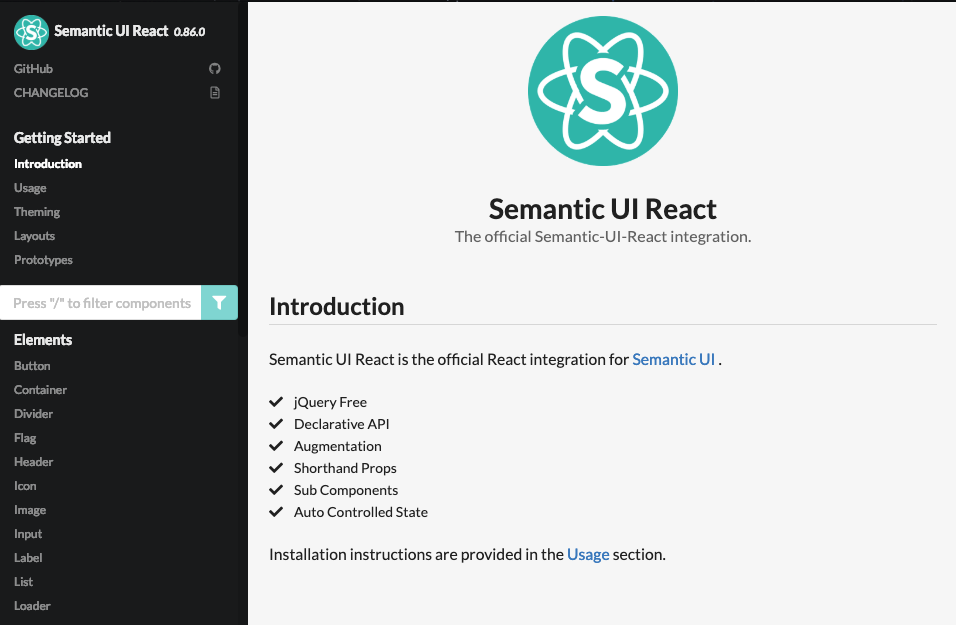 Semantic UI React 0.86.0
GitHub
CHANGELOG
Getting Started
Introduction
Usage
Theming
Layouts
Prototypes
Press "/" to filter components
Elements
Button
Container
Divider
Flag
Header
Icon
Image
Input
Label
List
Loader
S
Semantic UI React
The official Semantic-UI-React integration.
Introduction
Semantic UI React is the official React integration for Semantic UI .
jQuery Free
Declarative API
Augmentation
Shorthand Props
Sub Components
Auto Controlled State
Installation instructions are provided in the Usage section.